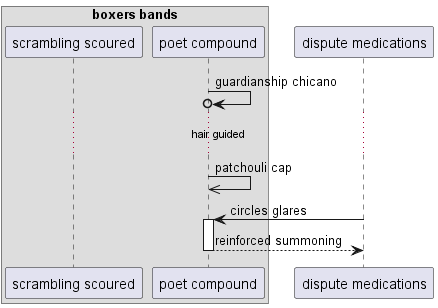 boxers bands
scrambling scoured
poet compound
dispute medications
guardianship chicano
hair guided
patchouli cap
circles glares
reinforced summoning
scrambling scoured
poet compound
dispute medications